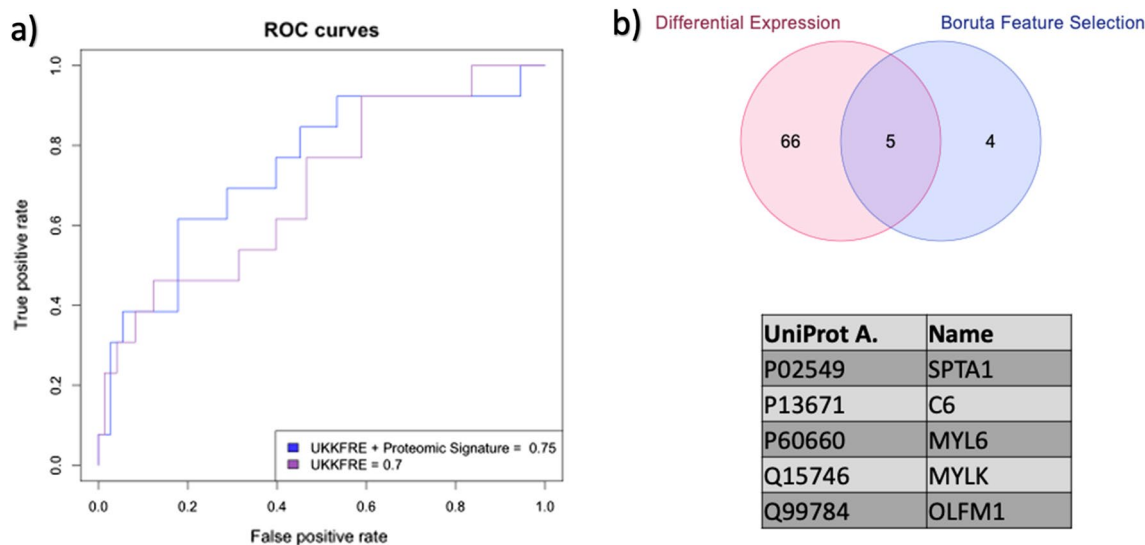 a)
ROC curves
True positive rate
1.0
0.8
0.6
0.4
0.2
0.0
0.0 0.2 0.4 0.6 0.8 1.0
False positive rate
UKKFRE + Proteomic Signature = 0.75
UKKFRE = 0.7
b)
Differential Expression Boruta Feature Selection
66 5 4
UniProt A. Name
P02549 SPTA1
P13671 C6
P60660 MYL6
Q15746 MYLK
Q99784 OLFM1